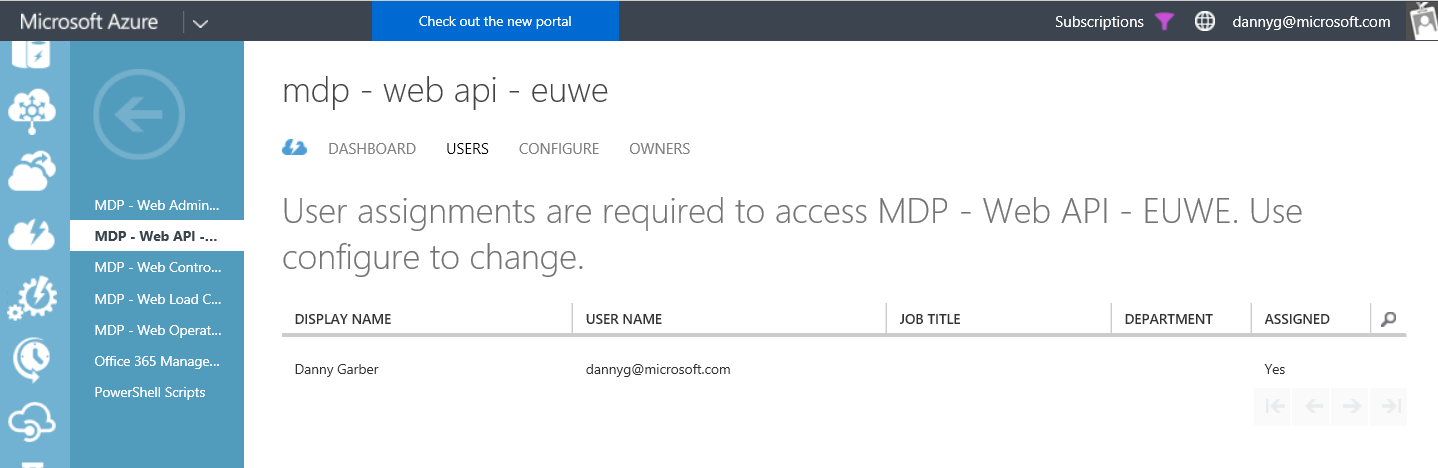 Microsoft Azure
Check out the new portal
Subscriptions
dannyg@microsoft.com
MDP - Web Admin...
MDP - Web API -...
MDP - Web Contro...
MDP - Web Load C...
MDP - Web Operat...
Office 365 Manage...
PowerShell Scripts
mdp - web api - euwe
DASHBOARD USERS CONFIGURE OWNERS
User assignments are required to access MDP - Web API - EUWE. Use
configure to change.
DISPLAY NAME USER NAME JOB TITLE DEPARTMENT ASSIGNED
Danny Garber dannyg@microsoft.com Yes